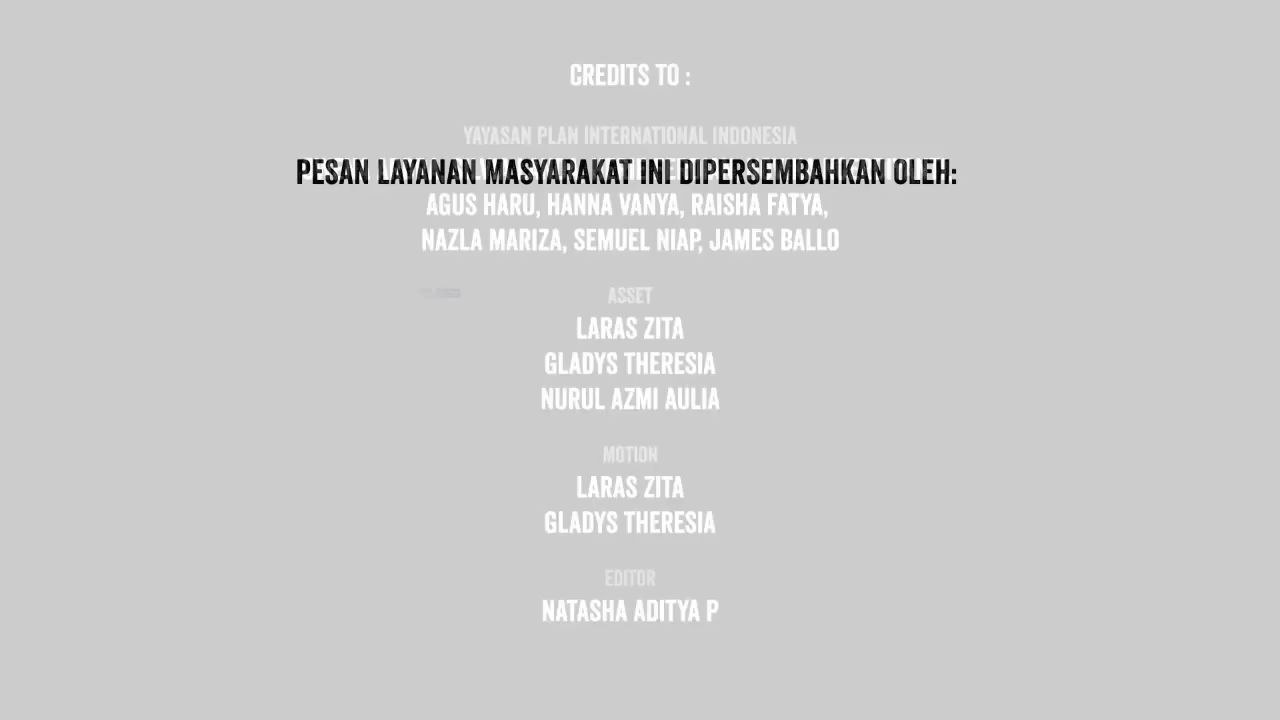 CREDITS TO :
YAYASAN PLAN INTERNATIONAL INDONESIA
PESAN LAYANAN MASYARAKAT INI DIPERSEMBAHKAN OLEH:
AGUS HARU, HANNA VANYA, RAISHA FATYA,
NAZLA MARIZA, SEMUEL NIAP, JAMES BALLO
ASSET
LARAS ZITA
GLADYS THERESIA
NURUL AZMI AULIA
MOTION
LARAS ZITA
GLADYS THERESIA
EDITOR
NATASHA ADITYA P